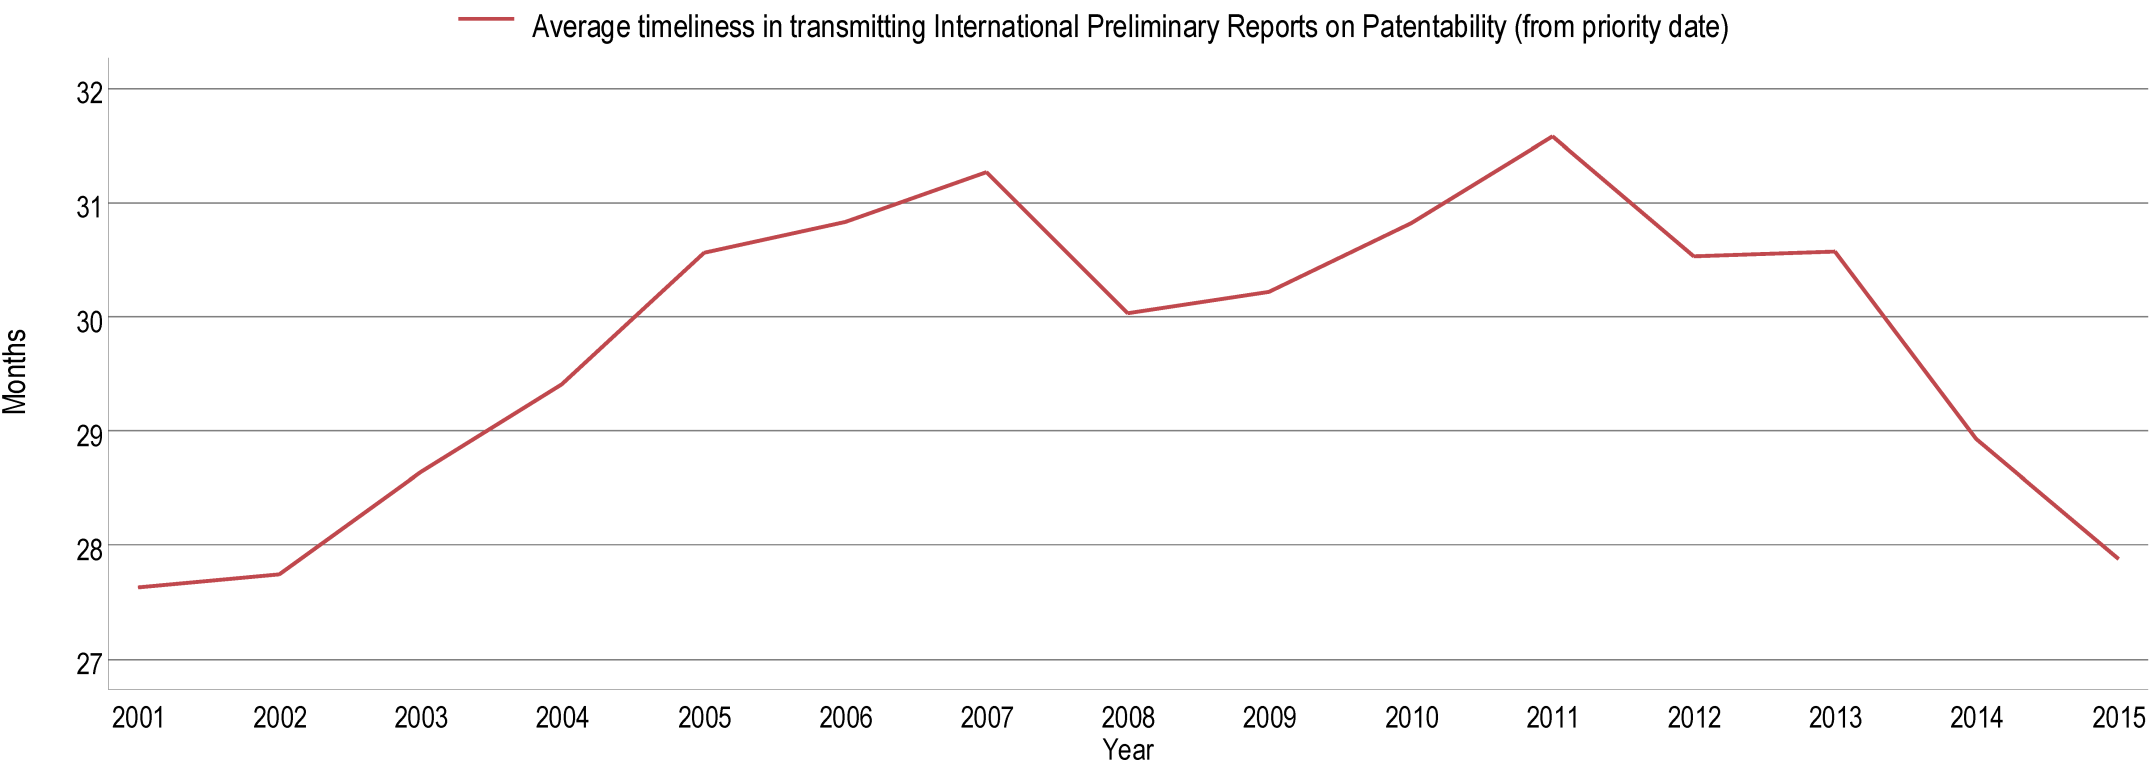 Average timeliness in transmitting International Preliminary Reports on Patentability (from priority date)
32
31
30
29
28
27
Months
2001 2002 2003 2004 2005 2006 2007 2008 2009 2010 2011 2012 2013 2014 2015
Year